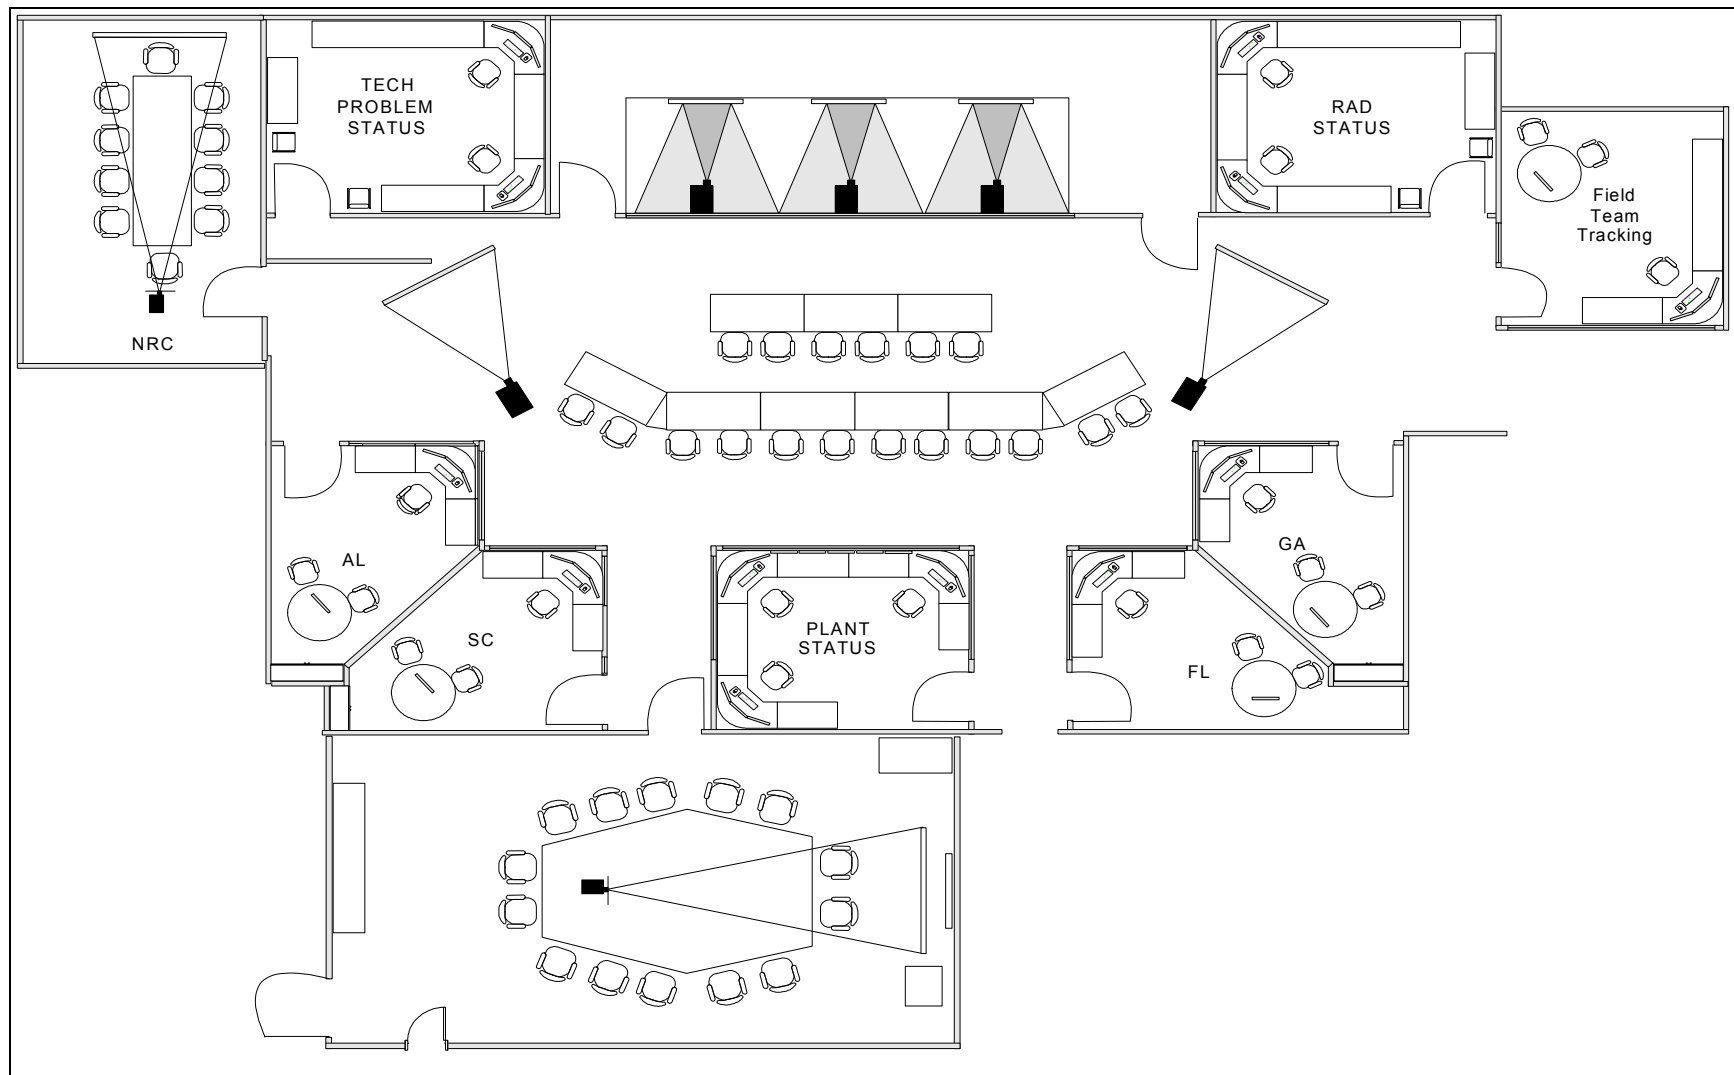 TECH
PROBLEM
STATUS
RAD
STATUS
Field
Team
Tracking
NRC
AL
GA
SC
PLANT
STATUS
FL